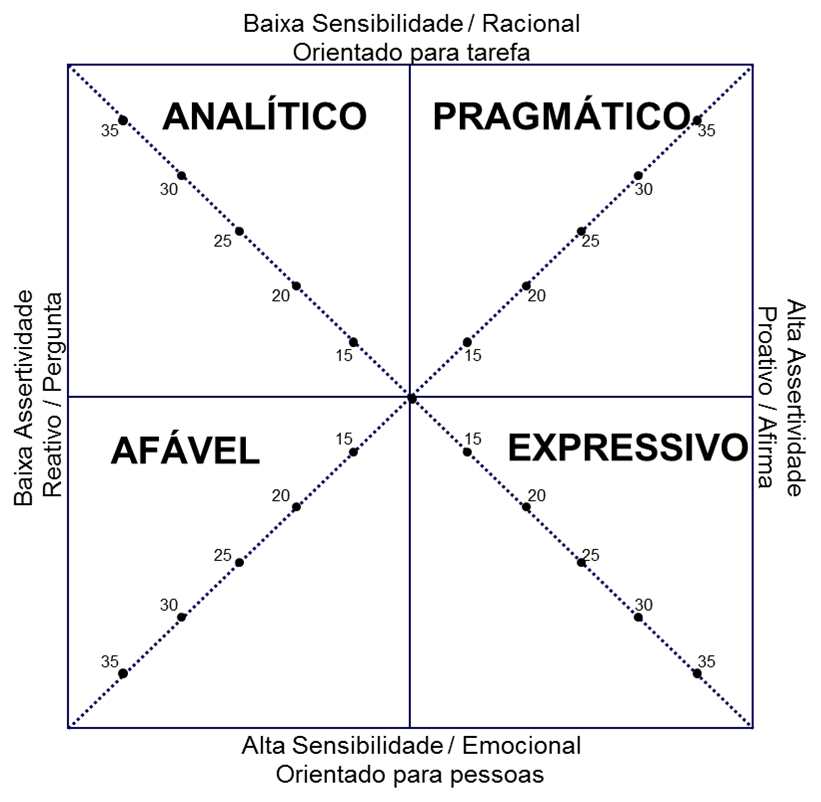 Baixa Sensibilidade / Racional
Orientado para tarefa
ANALÍTICO
PRAGMÁTICO
35
35
30
30
25
25
20
20
15
15
Baixa Assertividade
Reativo / Pergunta
Alta Assertividade
Proativo / Afirma
AFÁVEL
EXPRESSIVO
15
15
20
20
25
25
30
30
35
35
Alta Sensibilidade / Emocional
Orientado para pessoas